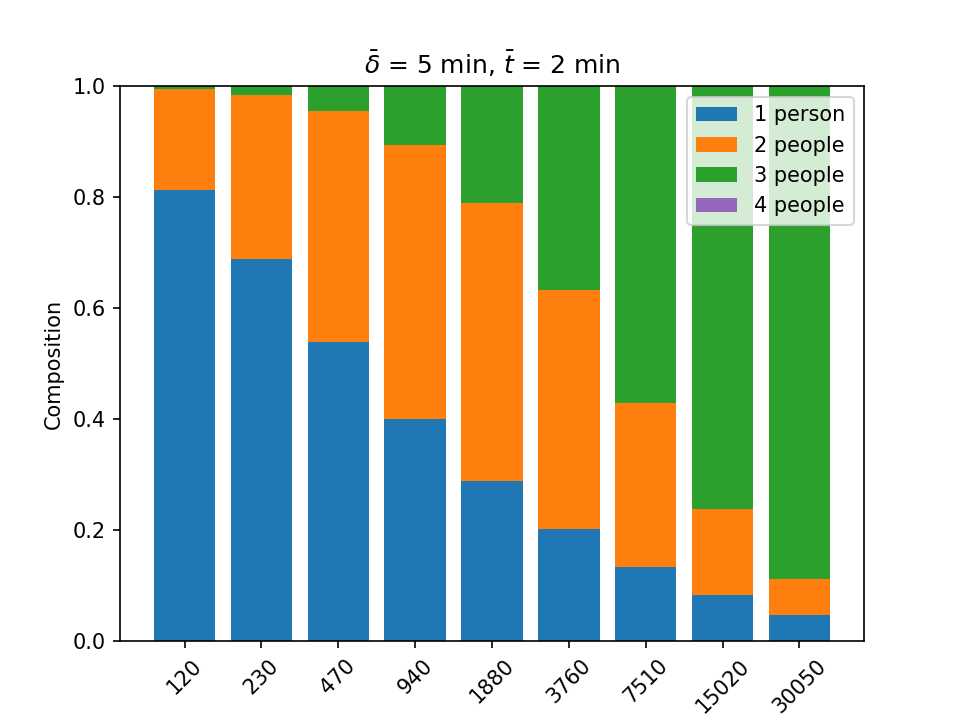 δ̄ = 5 min, t̄ = 2 min
1.0
0.8
0.6
0.4
0.2
0.0
Composition
1 person
2 people
3 people
4 people
120
230
470
940
1880
3760
7510
15020
30050